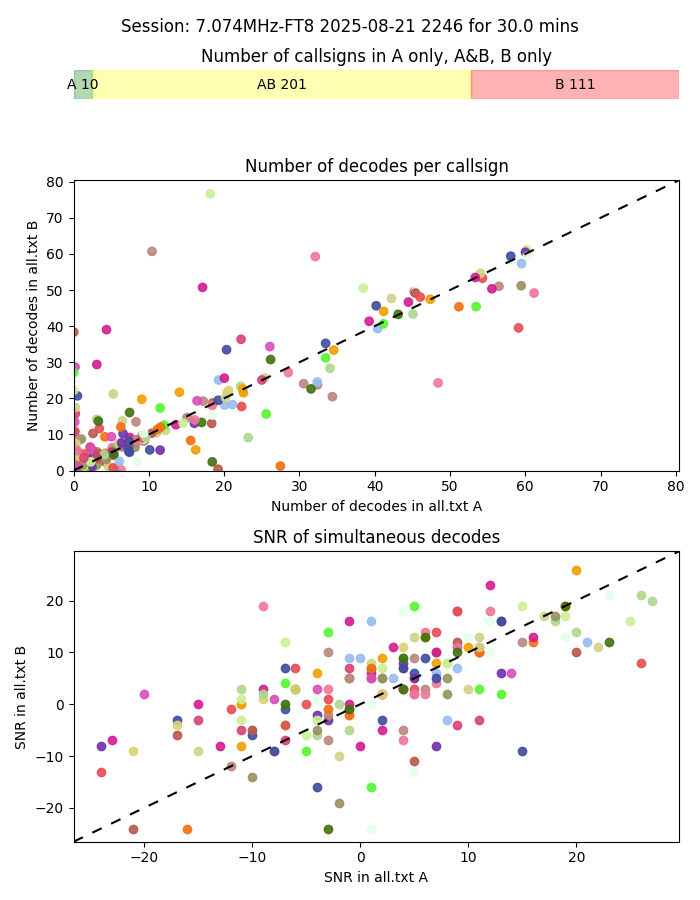 Session: 7.074MHz-FT8 2025-08-21 2246 for 30.0 mins
Number of callsigns in A only, A&B, B only
A 10 AB 201 B 111
Number of decodes per callsign
80
70
60
50
40
30
20
10
0
Number of decodes in all.txt B
0 10 20 30 40 50 60 70 80
Number of decodes in all.txt A
SNR of simultaneous decodes
20
10
0
−10
−20
SNR in all.txt B
−20 −10 0 10 20
SNR in all.txt A